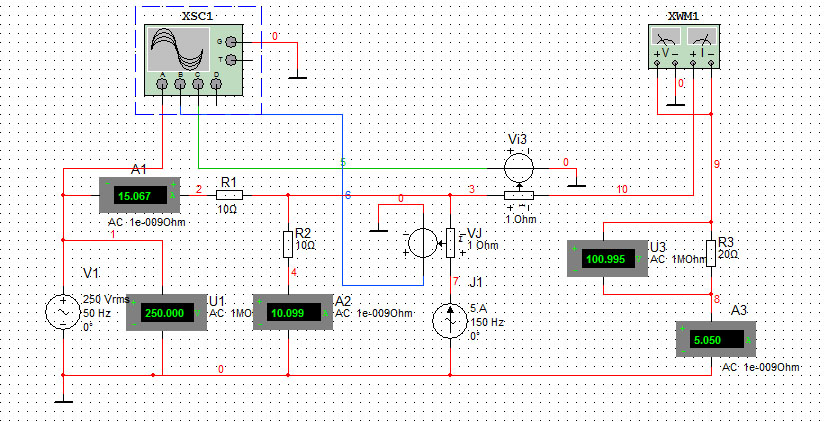 XSC1
XWM1
G
T
A B C D
0
+ V - + I -
0
Vi3
A1
5
0
9
15.067
2
R1
10Ω
AC 1e-009Ohm
6
3
1 Ohm
10
0
1
R2
10Ω
4
VJ
1 Ohm
7
U3
100.995
AC 1MOhm
R3
20Ω
8
V1
250 Vrms
50 Hz
0°
U1
250.000
AC 1MO
A2
10.099
AC 1e-009Ohm
J1
5 A
150 Hz
0°
A3
5.050
AC 1e-009Ohm
0